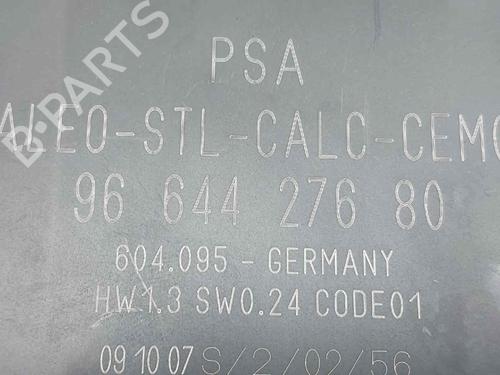 PSA
ALEO-STL-CALC-CEMO
96 644 276 80
604.095 - GERMANY
HW1.3 SW0.24 CODE01
09 10 07 S/2/02/56
B-PARTS